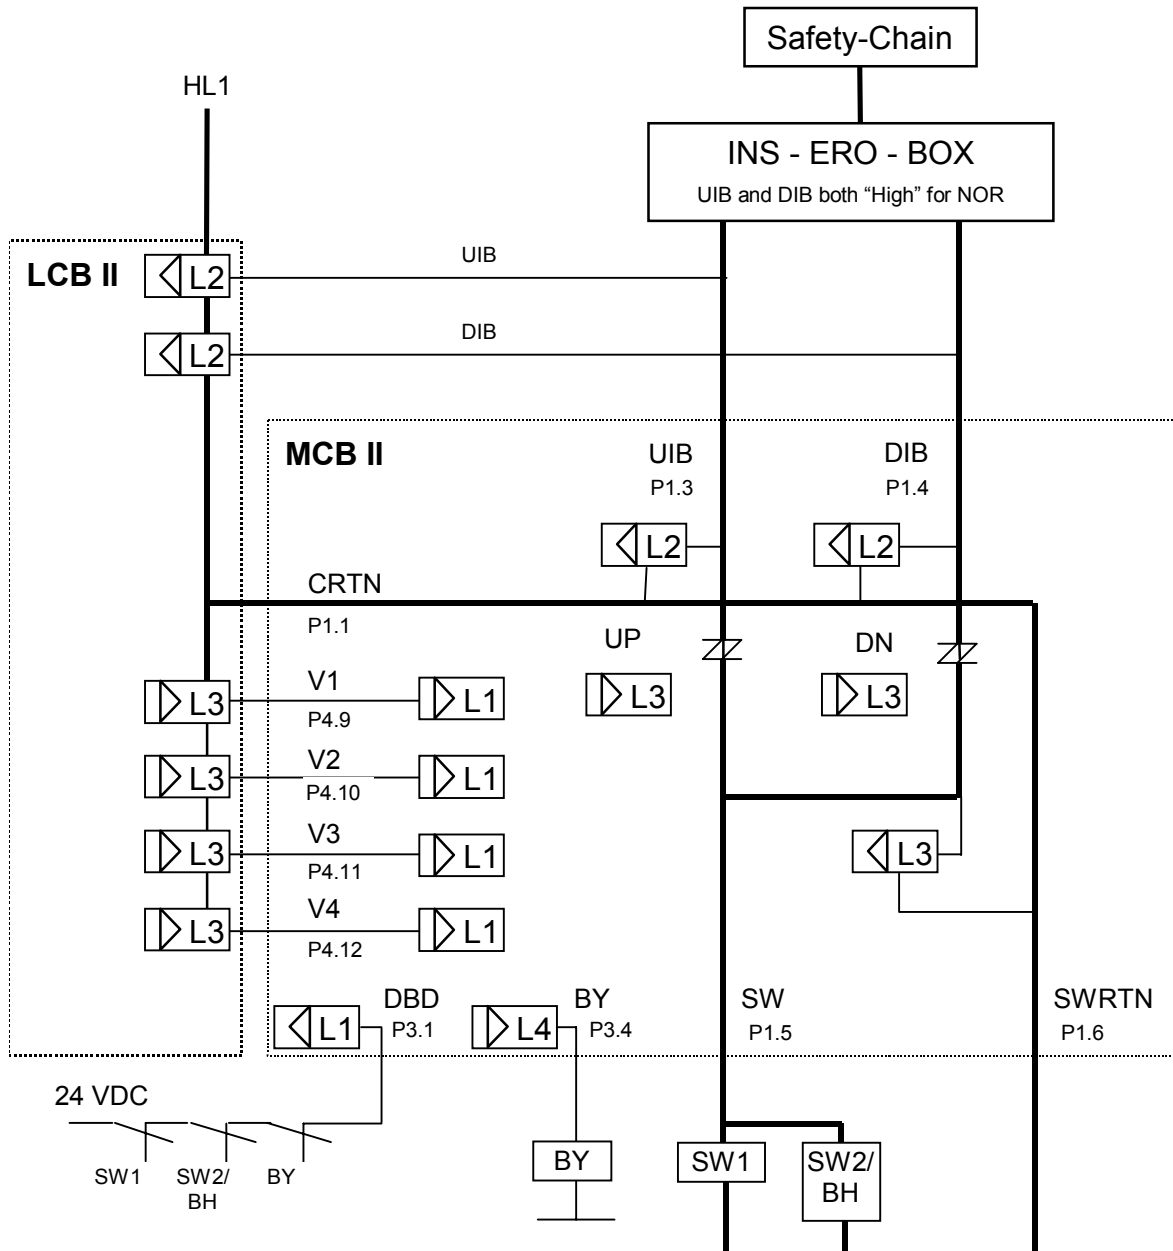 Safety-Chain
HL1
INS - ERO - BOX
UIB and DIB both “High” for NOR
LCB II
L2
UIB
L2
DIB
MCB II
UIB
P1.3
DIB
P1.4
L2
L2
CRTN
P1.1
UP
DN
L3
L3
L3
V1
P4.9
L1
L3
V2
P4.10
L1
L3
V3
P4.11
L1
L3
L3
V4
P4.12
L1
L1
DBD
P3.1
L4
BY
P3.4
SW
P1.5
SWRTN
P1.6
24 VDC
SW1
SW2/
BH
BY
BY
SW1
SW2/
BH